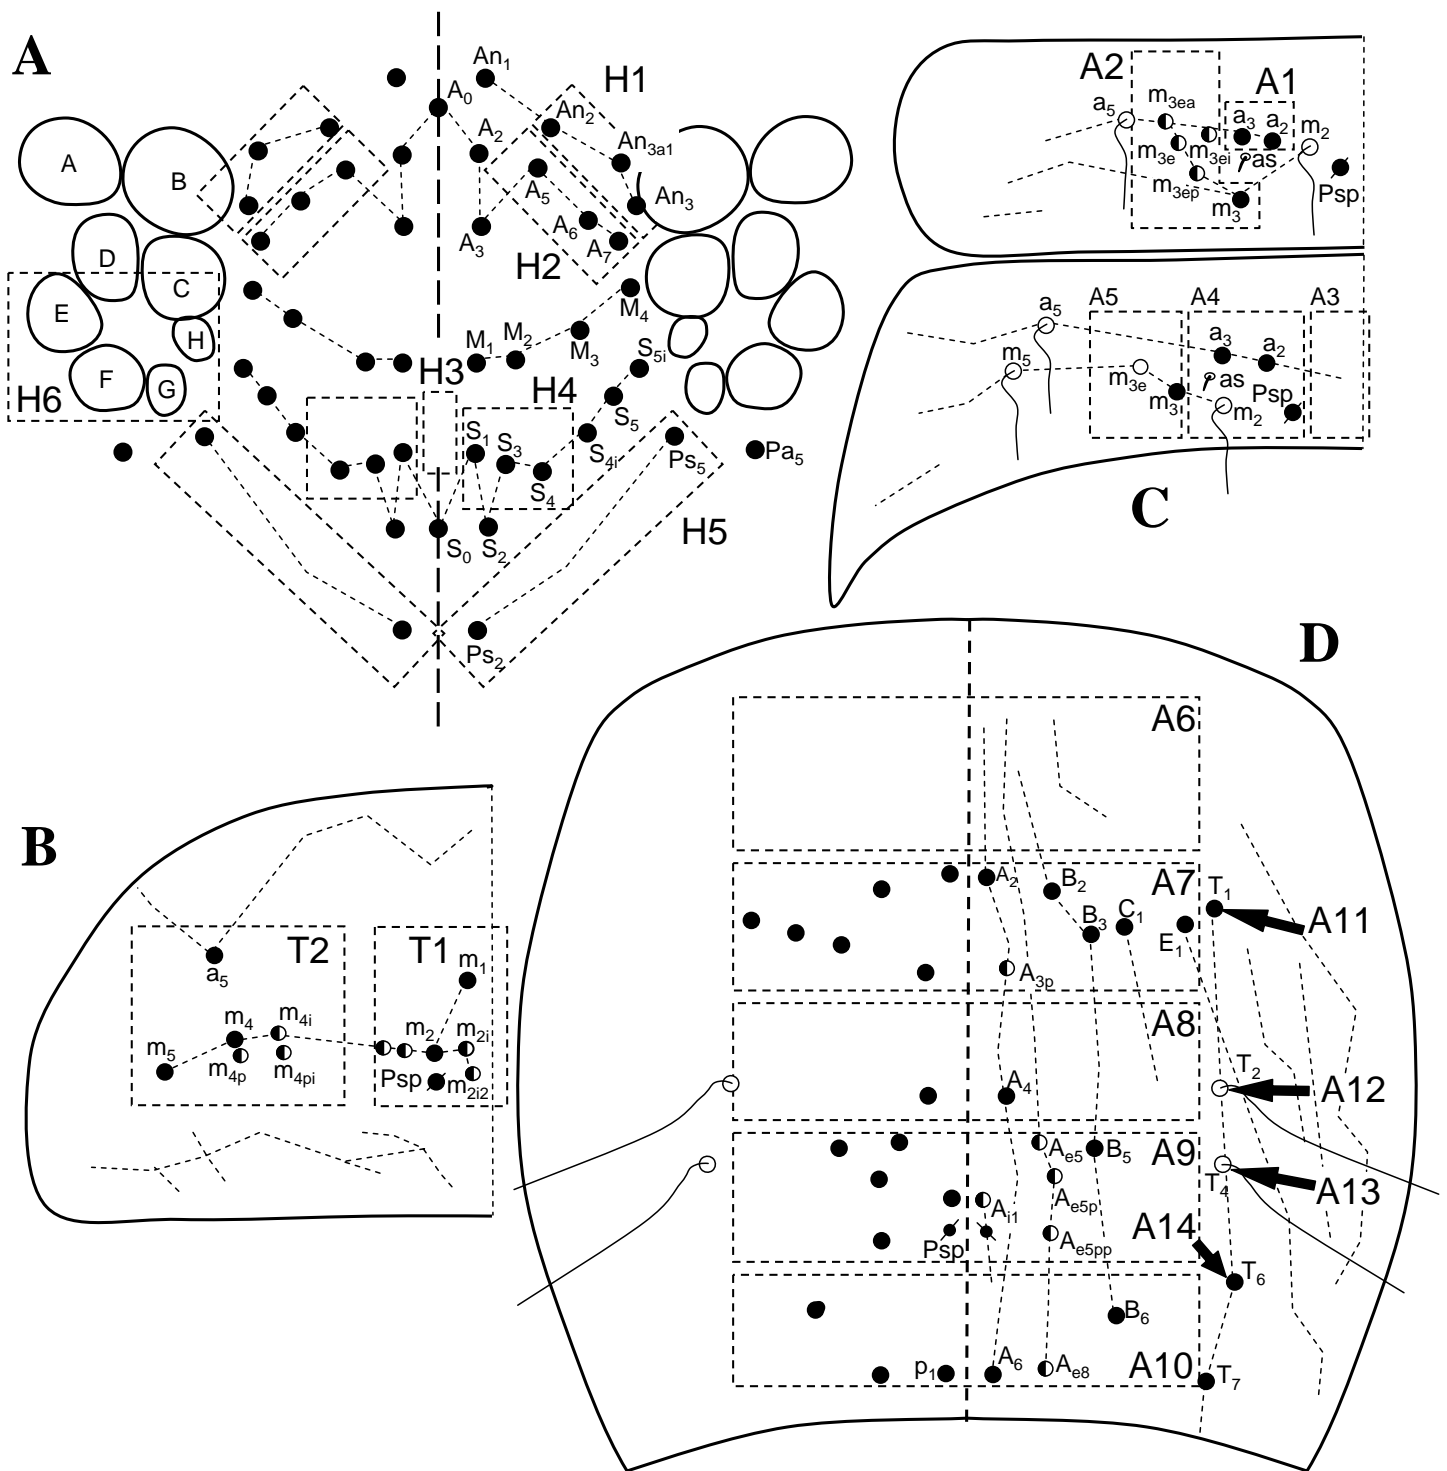 A
An₁
H1
A₀
An₂
A₂
An₃ₐ₁
A
B
A₅
An₃
A₆
A₃
A₇
D
H2
C
E
M₄
H
M₁
M₂
M₃
S₅ᵢ
H3
F
G
H4
H6
S₅
S₁
S₃
S₄ᵢ
Ps₅
Pa₅
S₄
H5
S₀
S₂
Ps₂
A2
A1
a₅
m₃ₑₐ
a₃
a₂
m₂
m₃ₑ
m₃ₑᵢ
as
m₃ₑₚ
Psp
m₃
A5
A4
A3
a₅
a₃
a₂
m₅
m₃ₑ
as
m₃
Psp
m₂
C
D
A6
A₂
B₂
A7
T₁
B₃
C₁
A11
E₁
A₃ₚ
A8
A₄
T₂
A12
Aₑ₅
B₅
A9
Aₑ₅ₚ
T₄
A13
Aᵢ₁
A14
Psp
Aₑ₅ₚₚ
T₆
B₆
p₁
A₆
Aₑ₈
A10
T₇
B
T2
T1
m₁
a₅
m₄
m₄ᵢ
m₂
m₂ᵢ
m₅
m₄ₚ
m₄ₚᵢ
Psp
m₂ᵢ₂